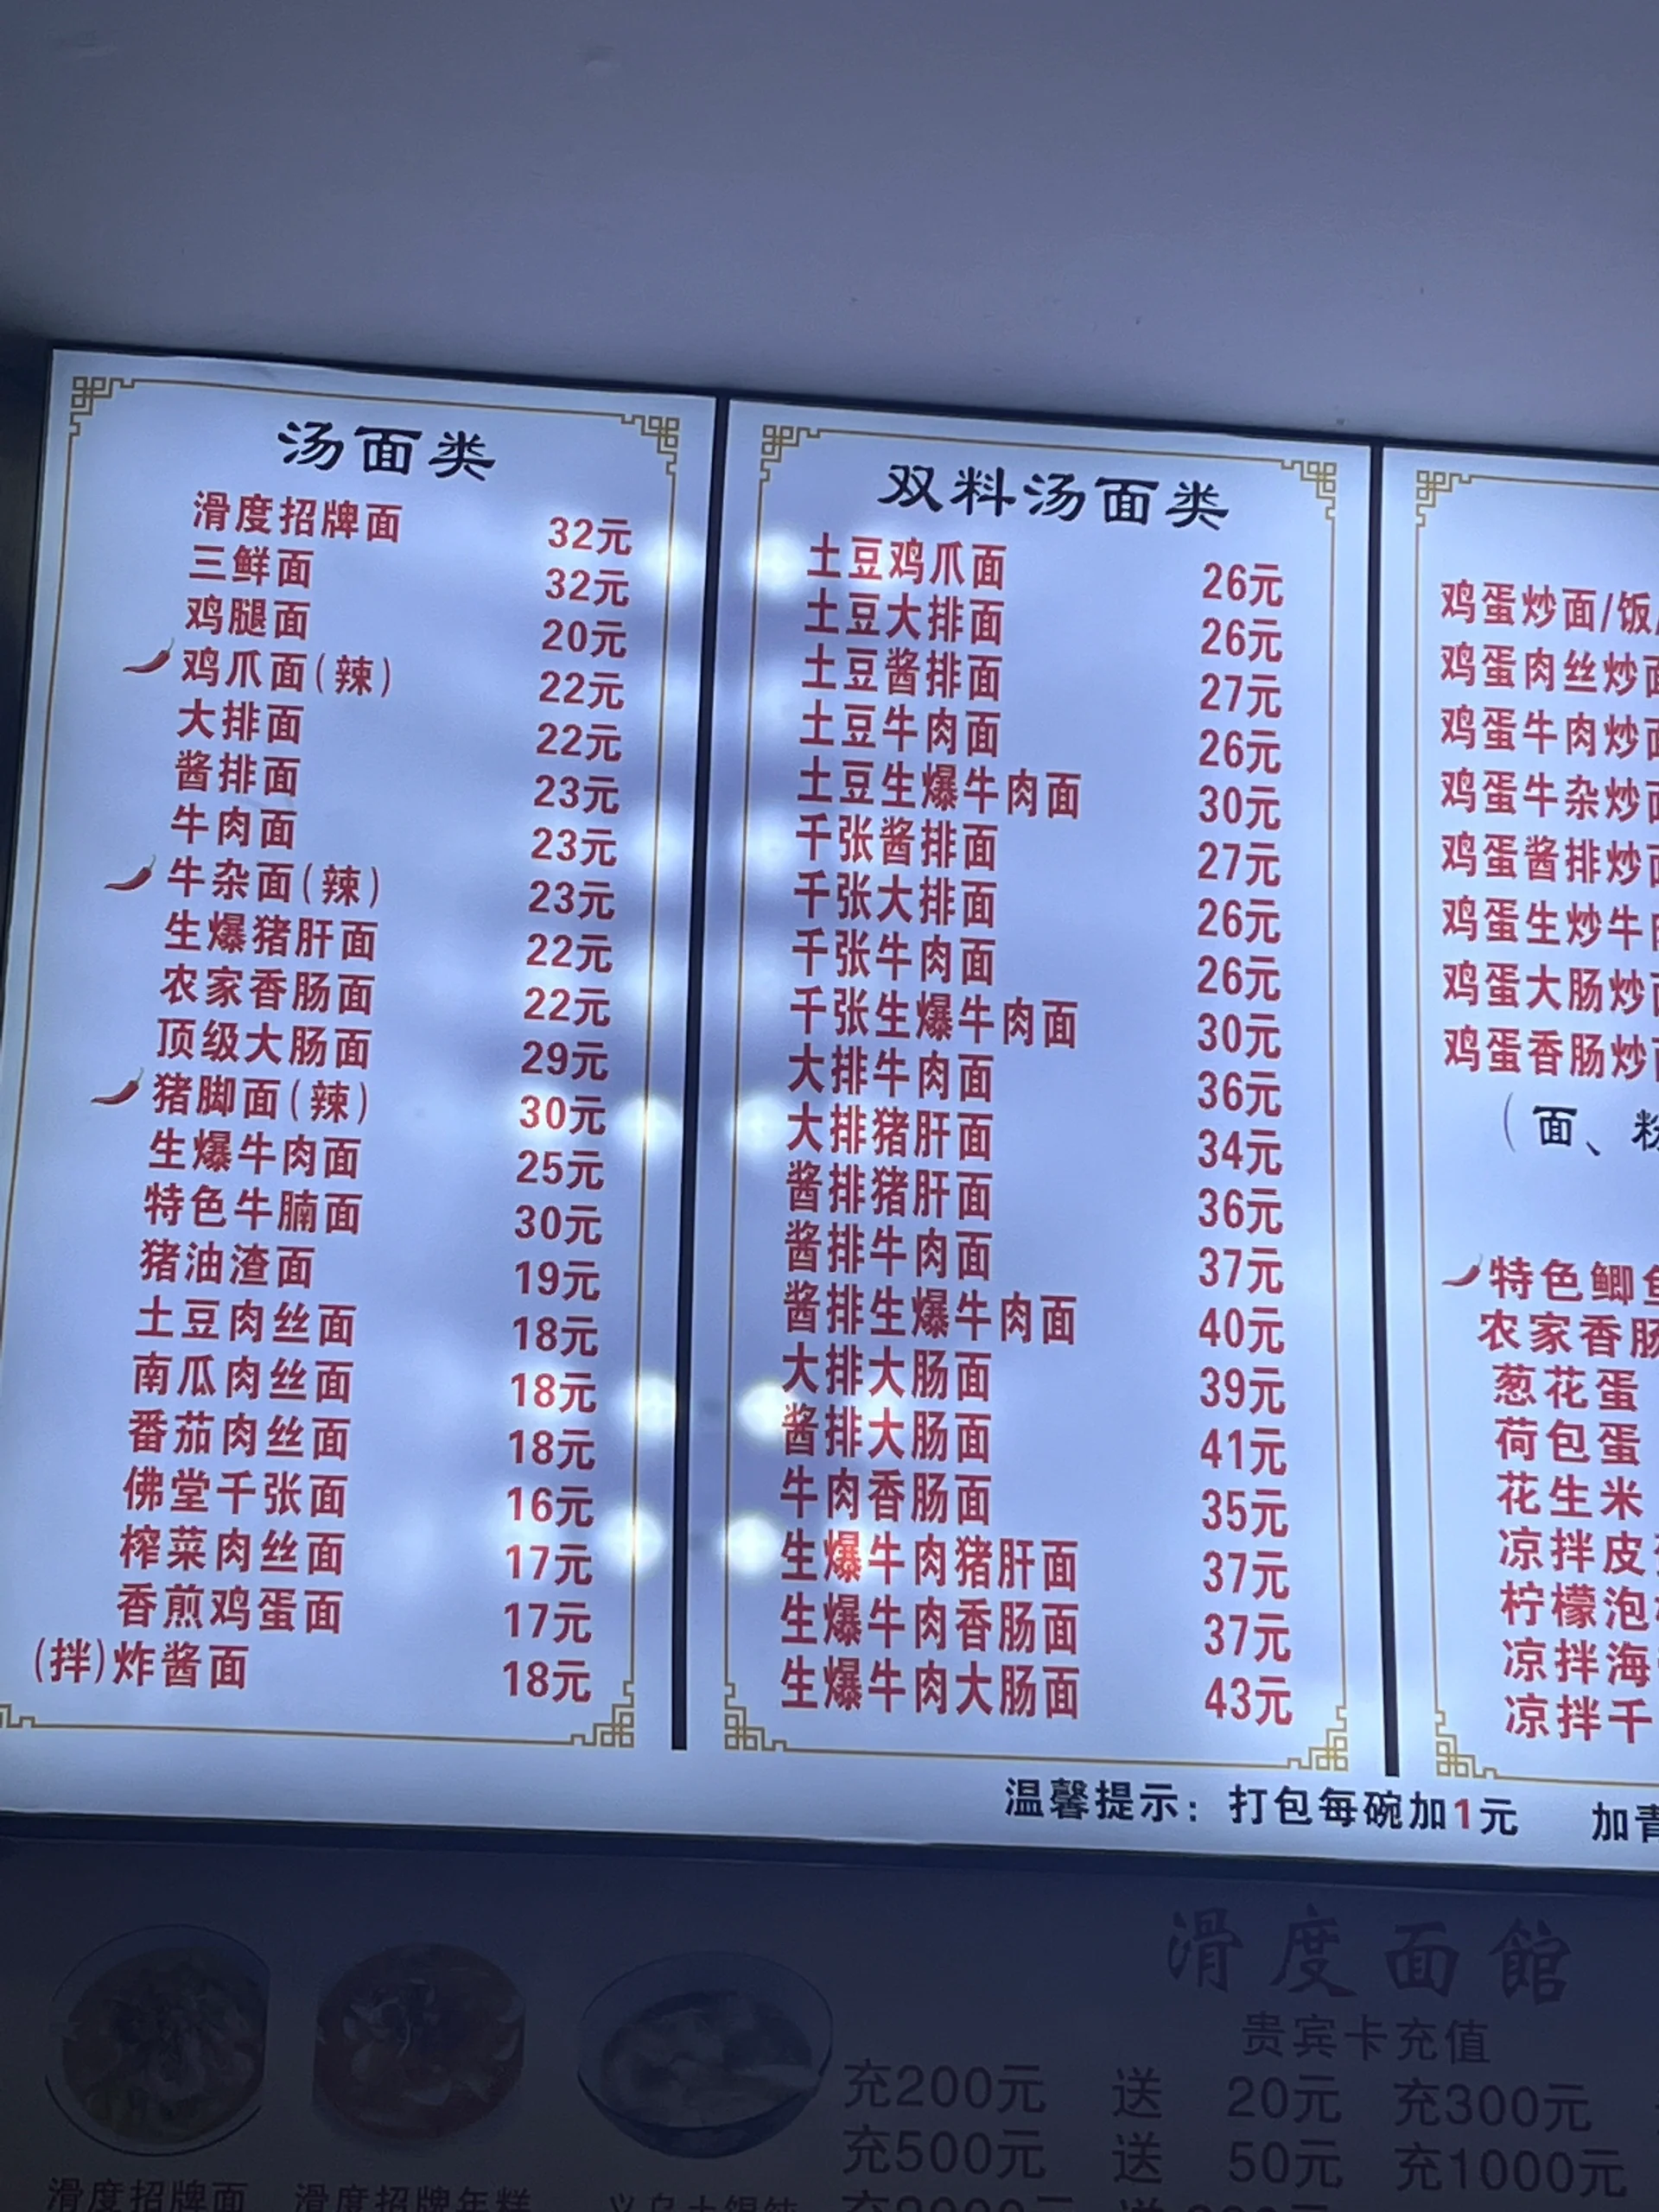 汤面类
滑度招牌面 32元
三鲜面 32元
鸡腿面 20元
鸡爪面(辣) 22元
大排面 22元
酱排面 23元
牛肉面 23元
牛杂面(辣) 23元
生爆猪肝面 22元
农家香肠面 22元
顶级大肠面 29元
猪脚面(辣) 30元
生爆牛肉面 25元
特色牛腩面 30元
猪油渣面 19元
土豆肉丝面 18元
南瓜肉丝面 18元
番茄肉丝面 18元
佛堂千张面 16元
榨菜肉丝面 17元
香煎鸡蛋面 17元
(拌)炸酱面 18元
双料汤面类
土豆鸡爪面 26元
土豆大排面 26元
土豆酱排面 27元
土豆牛肉面 26元
土豆生爆牛肉面 30元
千张酱排面 27元
千张大排面 26元
千张牛肉面 26元
千张生爆牛肉面 30元
大排牛肉面 36元
大排猪肝面 34元
酱排猪肝面 36元
酱排牛肉面 37元
酱排生爆牛肉面 40元
大排大肠面 39元
酱排大肠面 41元
牛肉香肠面 35元
生爆牛肉猪肝面 37元
生爆牛肉香肠面 37元
生爆牛肉大肠面 43元
鸡蛋炒面/饭
鸡蛋肉丝炒面
鸡蛋牛肉炒面
鸡蛋牛杂炒面
鸡蛋酱排炒面
鸡蛋生炒牛肉
鸡蛋大肠炒面
鸡蛋香肠炒面
(面、粉
特色鲫鱼
农家香肠
葱花蛋
荷包蛋
花生米
凉拌皮
柠檬泡
凉拌海
凉拌千
温馨提示：打包每碗加1元 加青
滑度面館
贵宾卡充值
充200元 送 20元 充300元
充500元 送 50元 充1000元
滑度招牌面 滑度招牌年糕